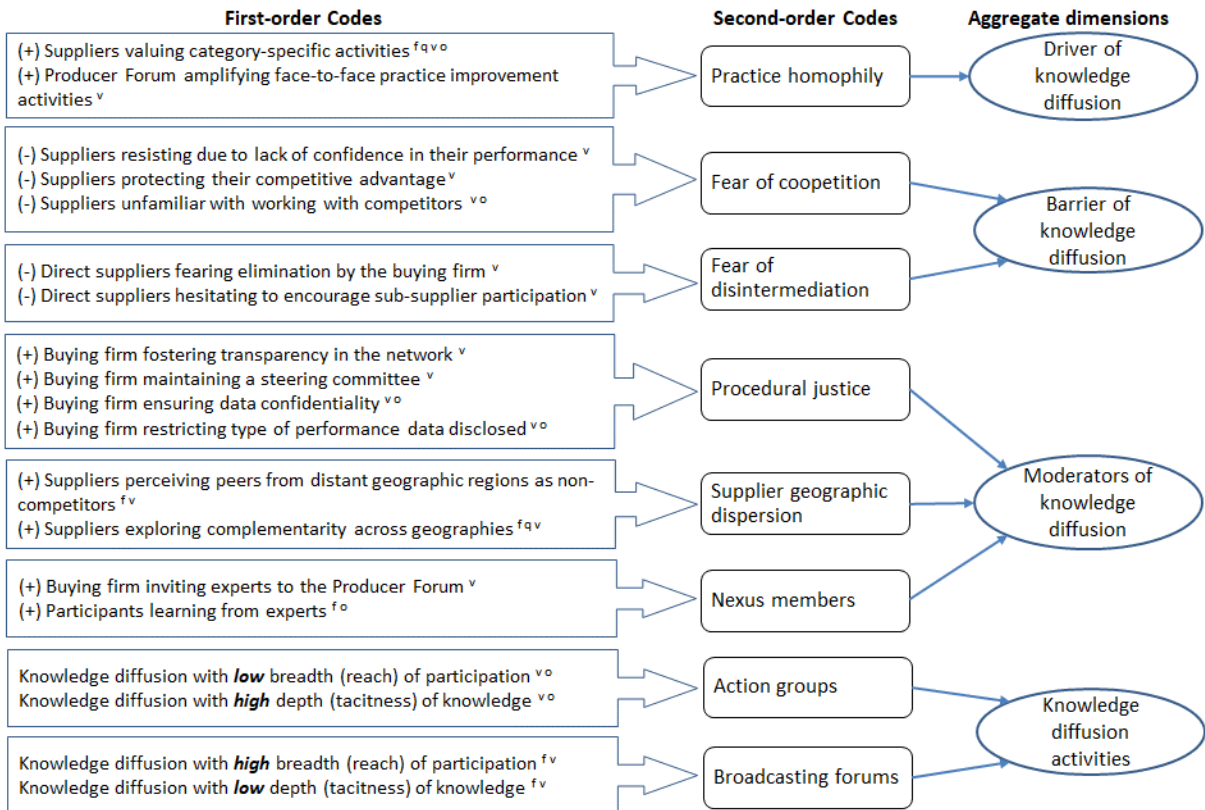 First-order Codes
Second-order Codes
Aggregate dimensions
(+) Suppliers valuing category-specific activities f q v o
(+) Producer Forum amplifying face-to-face practice improvement
activities v
Practice homophily
Driver of
knowledge
diffusion
(-) Suppliers resisting due to lack of confidence in their performance v
(-) Suppliers protecting their competitive advantage v
(-) Suppliers unfamiliar with working with competitors v o
Fear of coopetition
(-) Direct suppliers fearing elimination by the buying firm v
(-) Direct suppliers hesitating to encourage sub-supplier participation v
Fear of
disintermediation
Barrier of
knowledge
diffusion
(+) Buying firm fostering transparency in the network v
(+) Buying firm maintaining a steering committee v
(+) Buying firm ensuring data confidentiality v o
(+) Buying firm restricting type of performance data disclosed v o
Procedural justice
(+) Suppliers perceiving peers from distant geographic regions as non-
competitors f v
(+) Suppliers exploring complementarity across geographies f q v
Supplier geographic
dispersion
Moderators of
knowledge
diffusion
(+) Buying firm inviting experts to the Producer Forum v
(+) Participants learning from experts f o
Nexus members
Knowledge diffusion with low breadth (reach) of participation v o
Knowledge diffusion with high depth (tacitness) of knowledge v o
Action groups
Knowledge diffusion with high breadth (reach) of participation f v
Knowledge diffusion with low depth (tacitness) of knowledge f v
Broadcasting forums
Knowledge
diffusion
activities